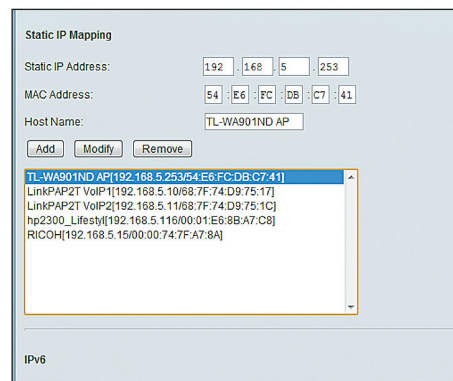 Static IP Mapping
Static IP Address: 192 . 168 . 5 . 253
MAC Address: 54 : E6 : FC : DB : C7 : 41
Host Name: TL-WA901ND AP
Add Modify Remove
TL-WA901ND AP[192.168.5.253/54:E6:FC:DB:C7:41]
LinkPAP2T VoIP1[192.168.5.10/68:7F:74:D9:75:17]
LinkPAP2T VoIP2[192.168.5.11/68:7F:74:D9:75:1C]
hp2300_Lifestyl[192.168.5.116/00:01:E6:8B:A7:C8]
RICOH[192.168.5.15/00:00:74:7F:A7:8A]
IPv6